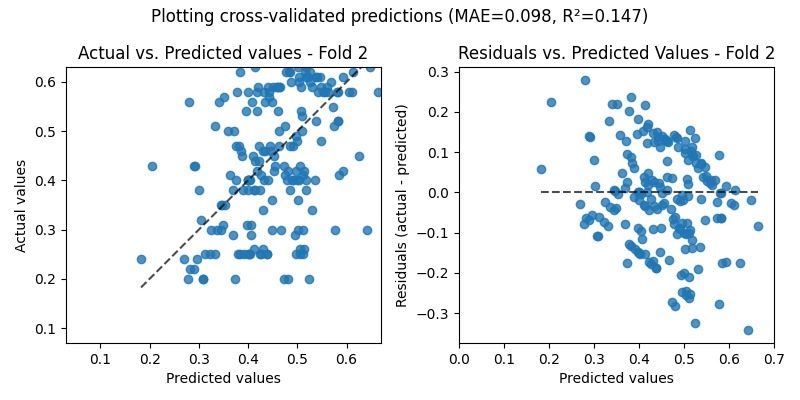 Plotting cross-validated predictions (MAE=0.098, R²=0.147)
Actual vs. Predicted values - Fold 2
Residuals vs. Predicted Values - Fold 2
Actual values
0.6
0.5
0.4
0.3
0.2
0.1
0.1 0.2 0.3 0.4 0.5 0.6
Predicted values
Residuals (actual - predicted)
0.3
0.2
0.1
0.0
−0.1
−0.2
−0.3
0.0 0.1 0.2 0.3 0.4 0.5 0.6 0.7
Predicted values